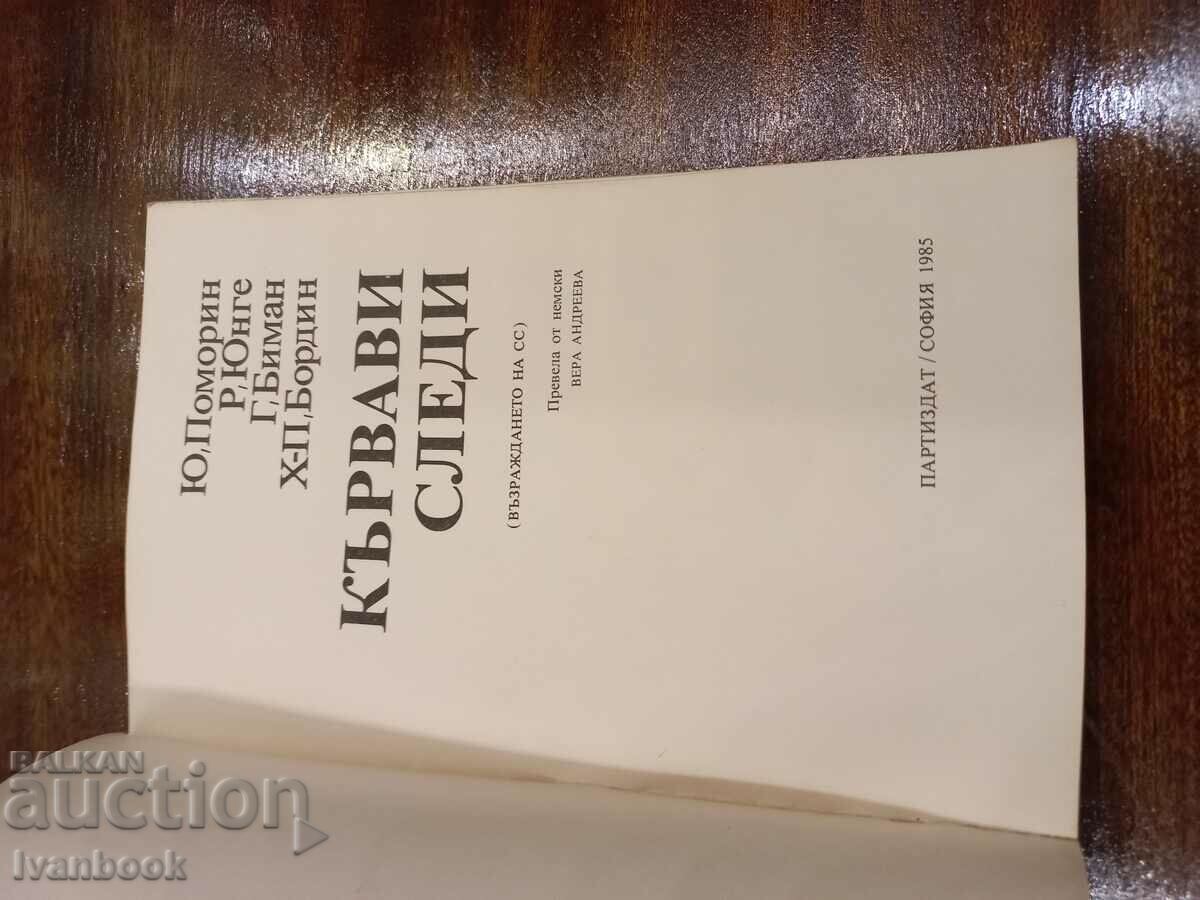 Ю,Поморин
Р,Юнге
Г,Биман
Х-П,Бордин
КЪРВАВИ
СЛЕДИ
(ВЪЗРАЖДАНЕТО НА СС)
Превела от немски
ВЕРА АНДРЕЕВА
ПАРТИЗДАТ / СОФИЯ 1985
BALKAN
auction
Ivanbook